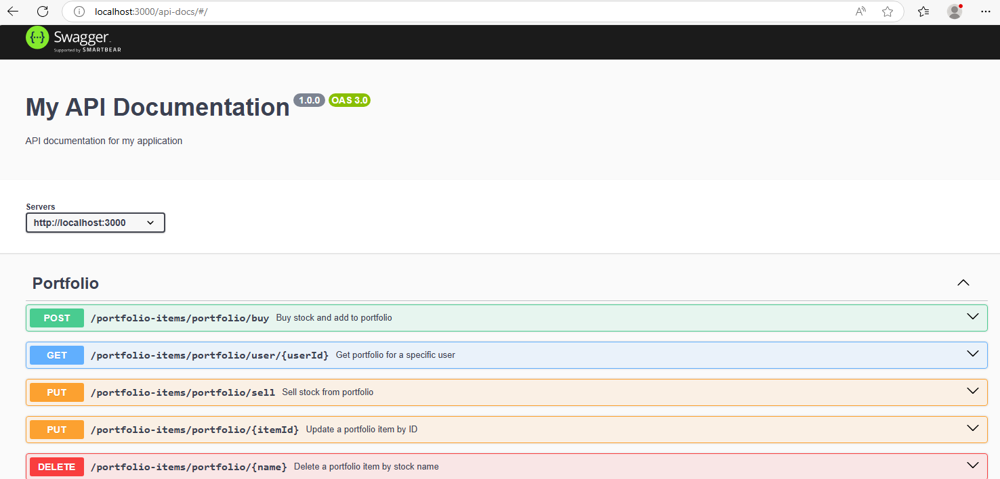 localhost:3000/api-docs/#/
{···} Swagger
Supported by SMARTBEAR
My API Documentation 1.0.0 OAS 3.0
API documentation for my application
Servers
http://localhost:3000
Portfolio
POST /portfolio-items/portfolio/buy Buy stock and add to portfolio
GET /portfolio-items/portfolio/user/{userId} Get portfolio for a specific user
PUT /portfolio-items/portfolio/sell Sell stock from portfolio
PUT /portfolio-items/portfolio/{itemId} Update a portfolio item by ID
DELETE /portfolio-items/portfolio/{name} Delete a portfolio item by stock name